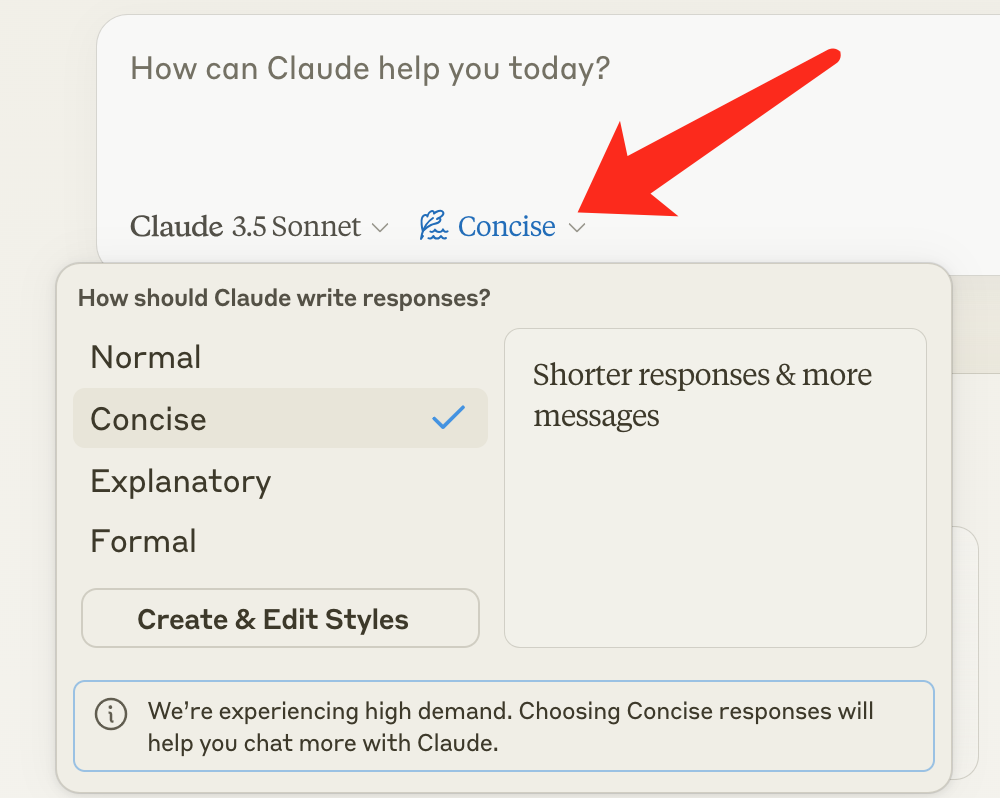 How can Claude help you today?
Claude 3.5 Sonnet
Concise
How should Claude write responses?
Normal
Concise
Explanatory
Formal
Create & Edit Styles
Shorter responses & more
messages
We’re experiencing high demand. Choosing Concise responses will
help you chat more with Claude.